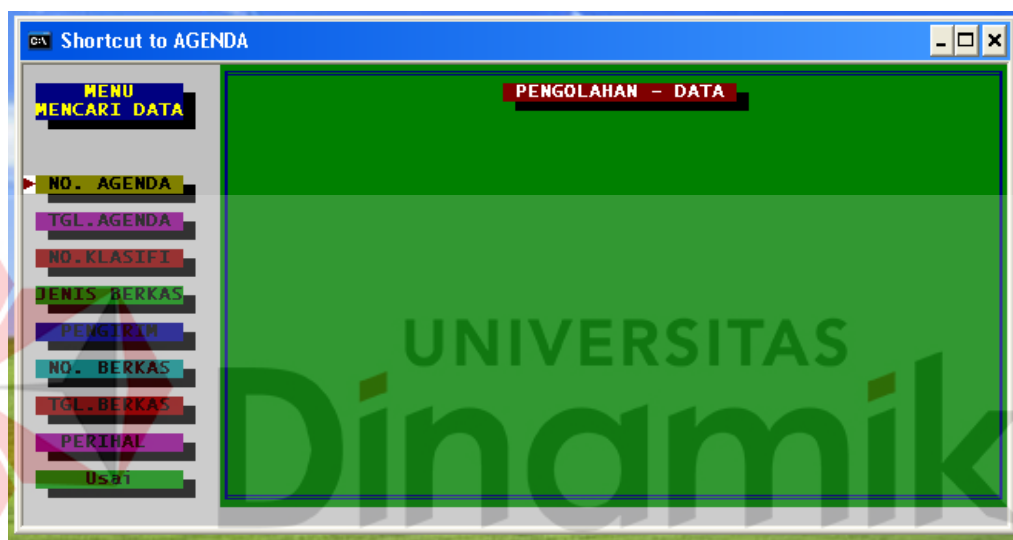 Shortcut to AGENDA
MENU
MENCARI DATA
NO. AGENDA
TGL.AGENDA
NO.KLASIFI
JENIS BERKAS
PENGIRIM
NO. BERKAS
TGL.BERKAS
PERIHAL
Usai
PENGOLAHAN - DATA
UNIVERSITAS
Dinamik